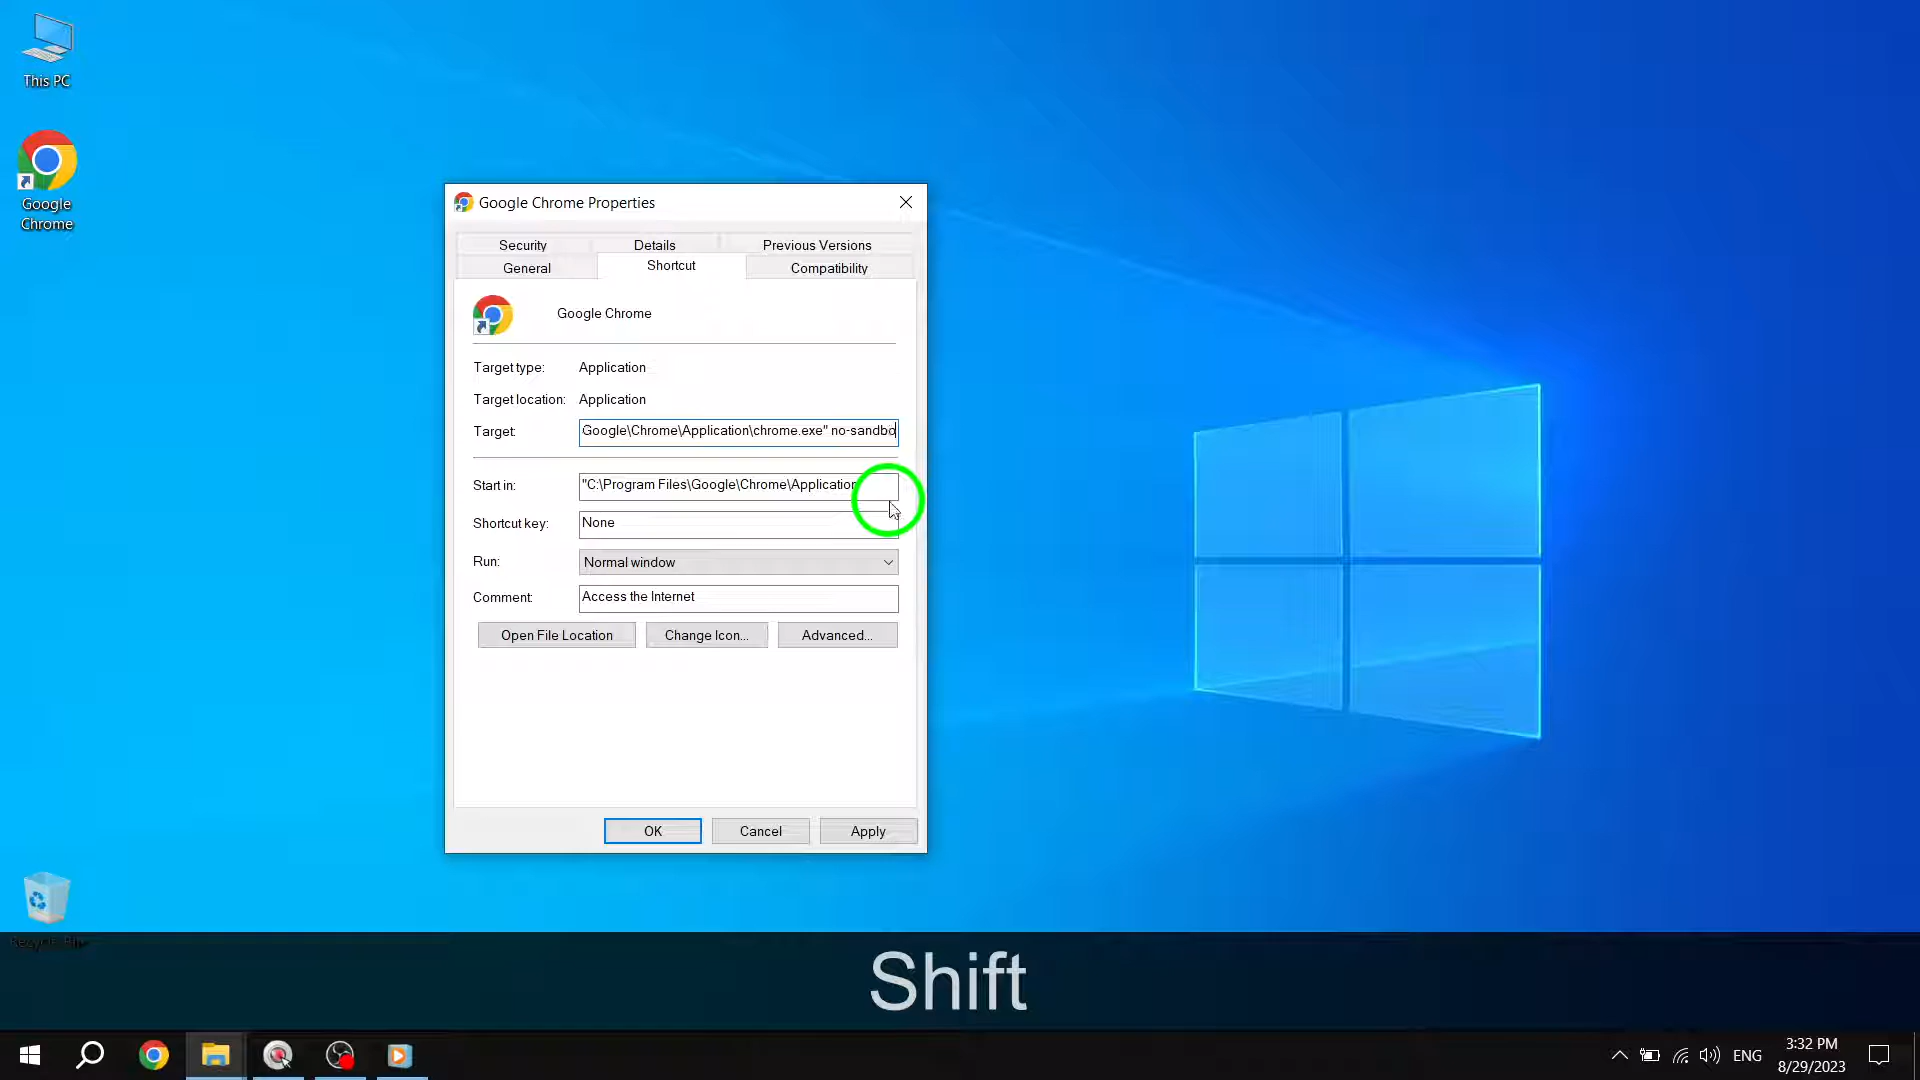 This PC
Google
Chrome
Google Chrome Properties
Security Details Previous Versions
General Shortcut Compatibility
Google Chrome
Target type: Application
Target location: Application
Target: Google\Chrome\Application\chrome.exe" no-sandbo
Start in: "C:\Program Files\Google\Chrome\Application
Shortcut key: None
Run: Normal window
Comment: Access the Internet
Open File Location Change Icon... Advanced...
OK Cancel Apply
Recycle Bin
Shift
ENG
3:32 PM
8/29/2023